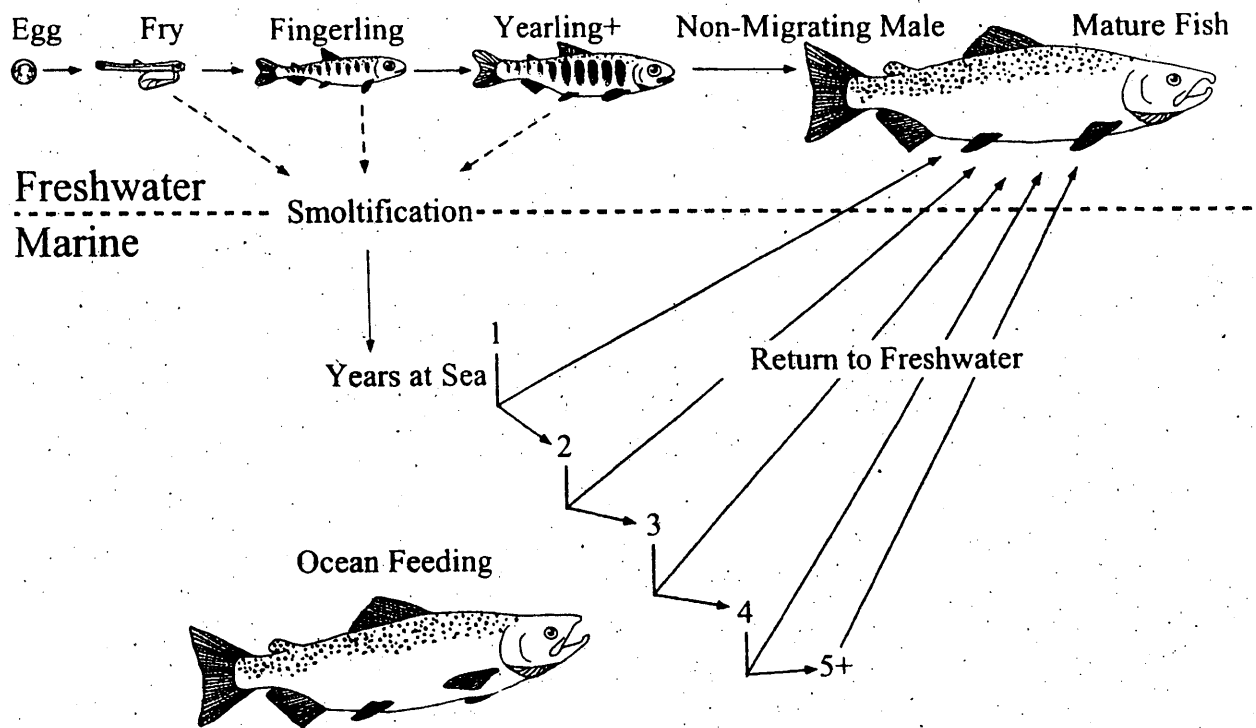 Egg
Fry
Fingerling
Yearling+
Non-Migrating Male
Mature Fish
Freshwater
Smoltification
Marine
1
Years at Sea
Return to Freshwater
2
3
Ocean Feeding
4
5+